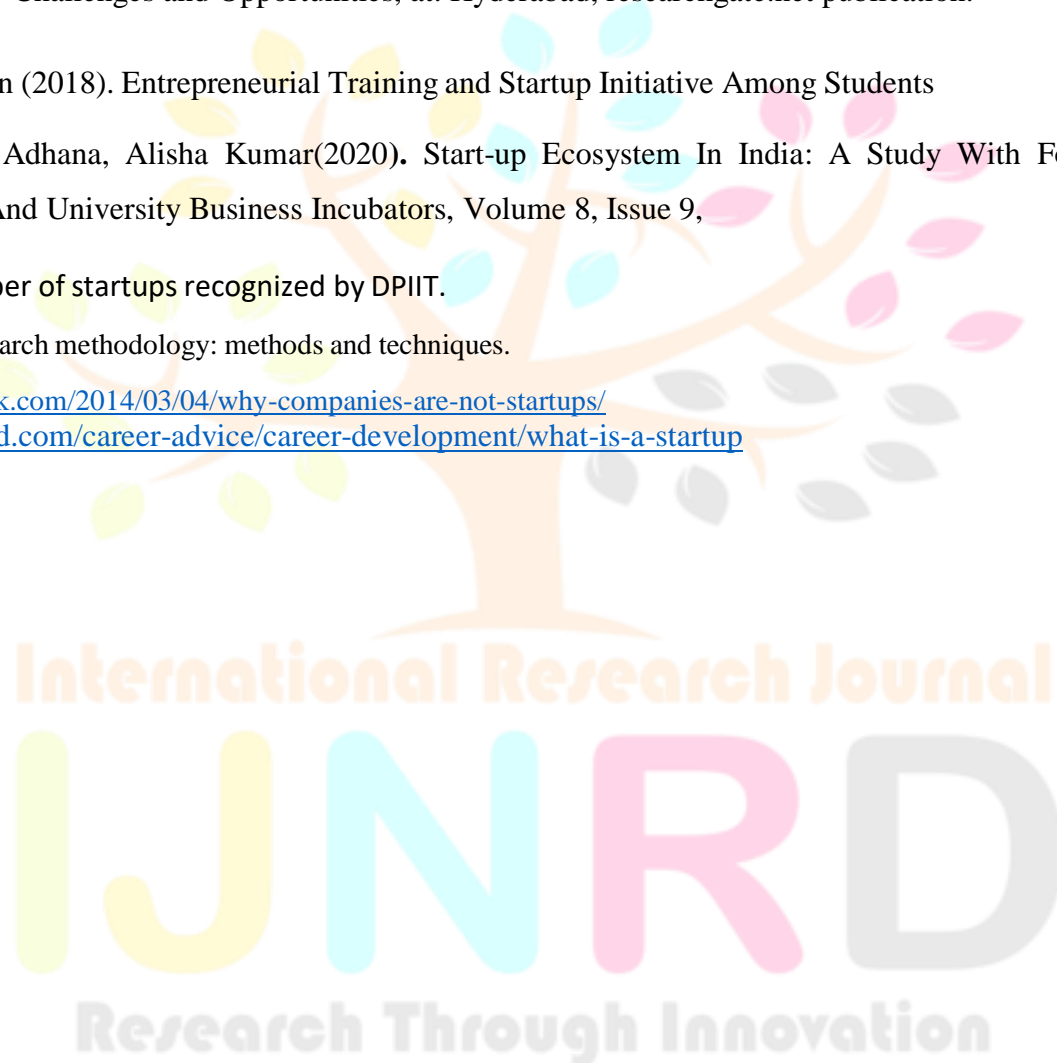 Challenges and Opportunities, at: Hyderabad, researchgate.net publication.
n (2018). Entrepreneurial Training and Startup Initiative Among Students
Adhana, Alisha Kumar(2020). Start-up Ecosystem In India: A Study With Fo
And University Business Incubators, Volume 8, Issue 9,
ber of startups recognized by DPIIT.
arch methodology: methods and techniques.
k.com/2014/03/04/why-companies-are-not-startups/
d.com/career-advice/career-development/what-is-a-startup
International Research Journal
IJNRD
Research Through Innovation